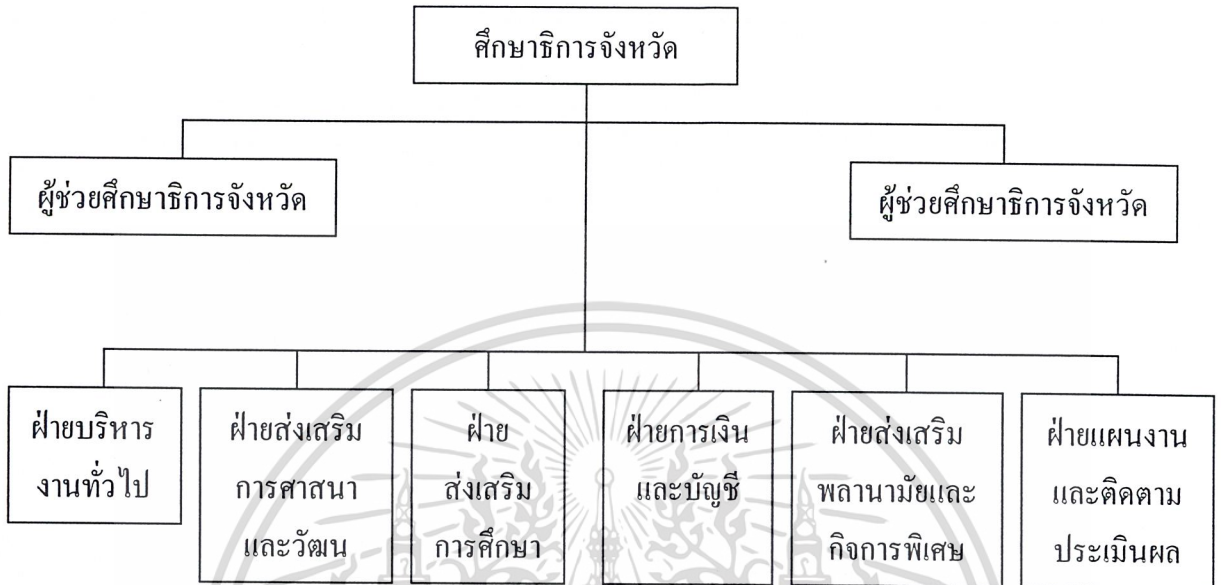 ศึกษาธิการจังหวัด
ผู้ช่วยศึกษาธิการจังหวัด
ผู้ช่วยศึกษาธิการจังหวัด
ฝ่ายบริหาร
งานทั่วไป
ฝ่ายส่งเสริม
การศาสนา
และวัฒน
ฝ่าย
ส่งเสริม
การศึกษา
ฝ่ายการเงิน
และบัญชี
ฝ่ายส่งเสริม
พลานามัยและ
กิจการพิเศษ
ฝ่ายแผนงาน
และติดตาม
ประเมินผล